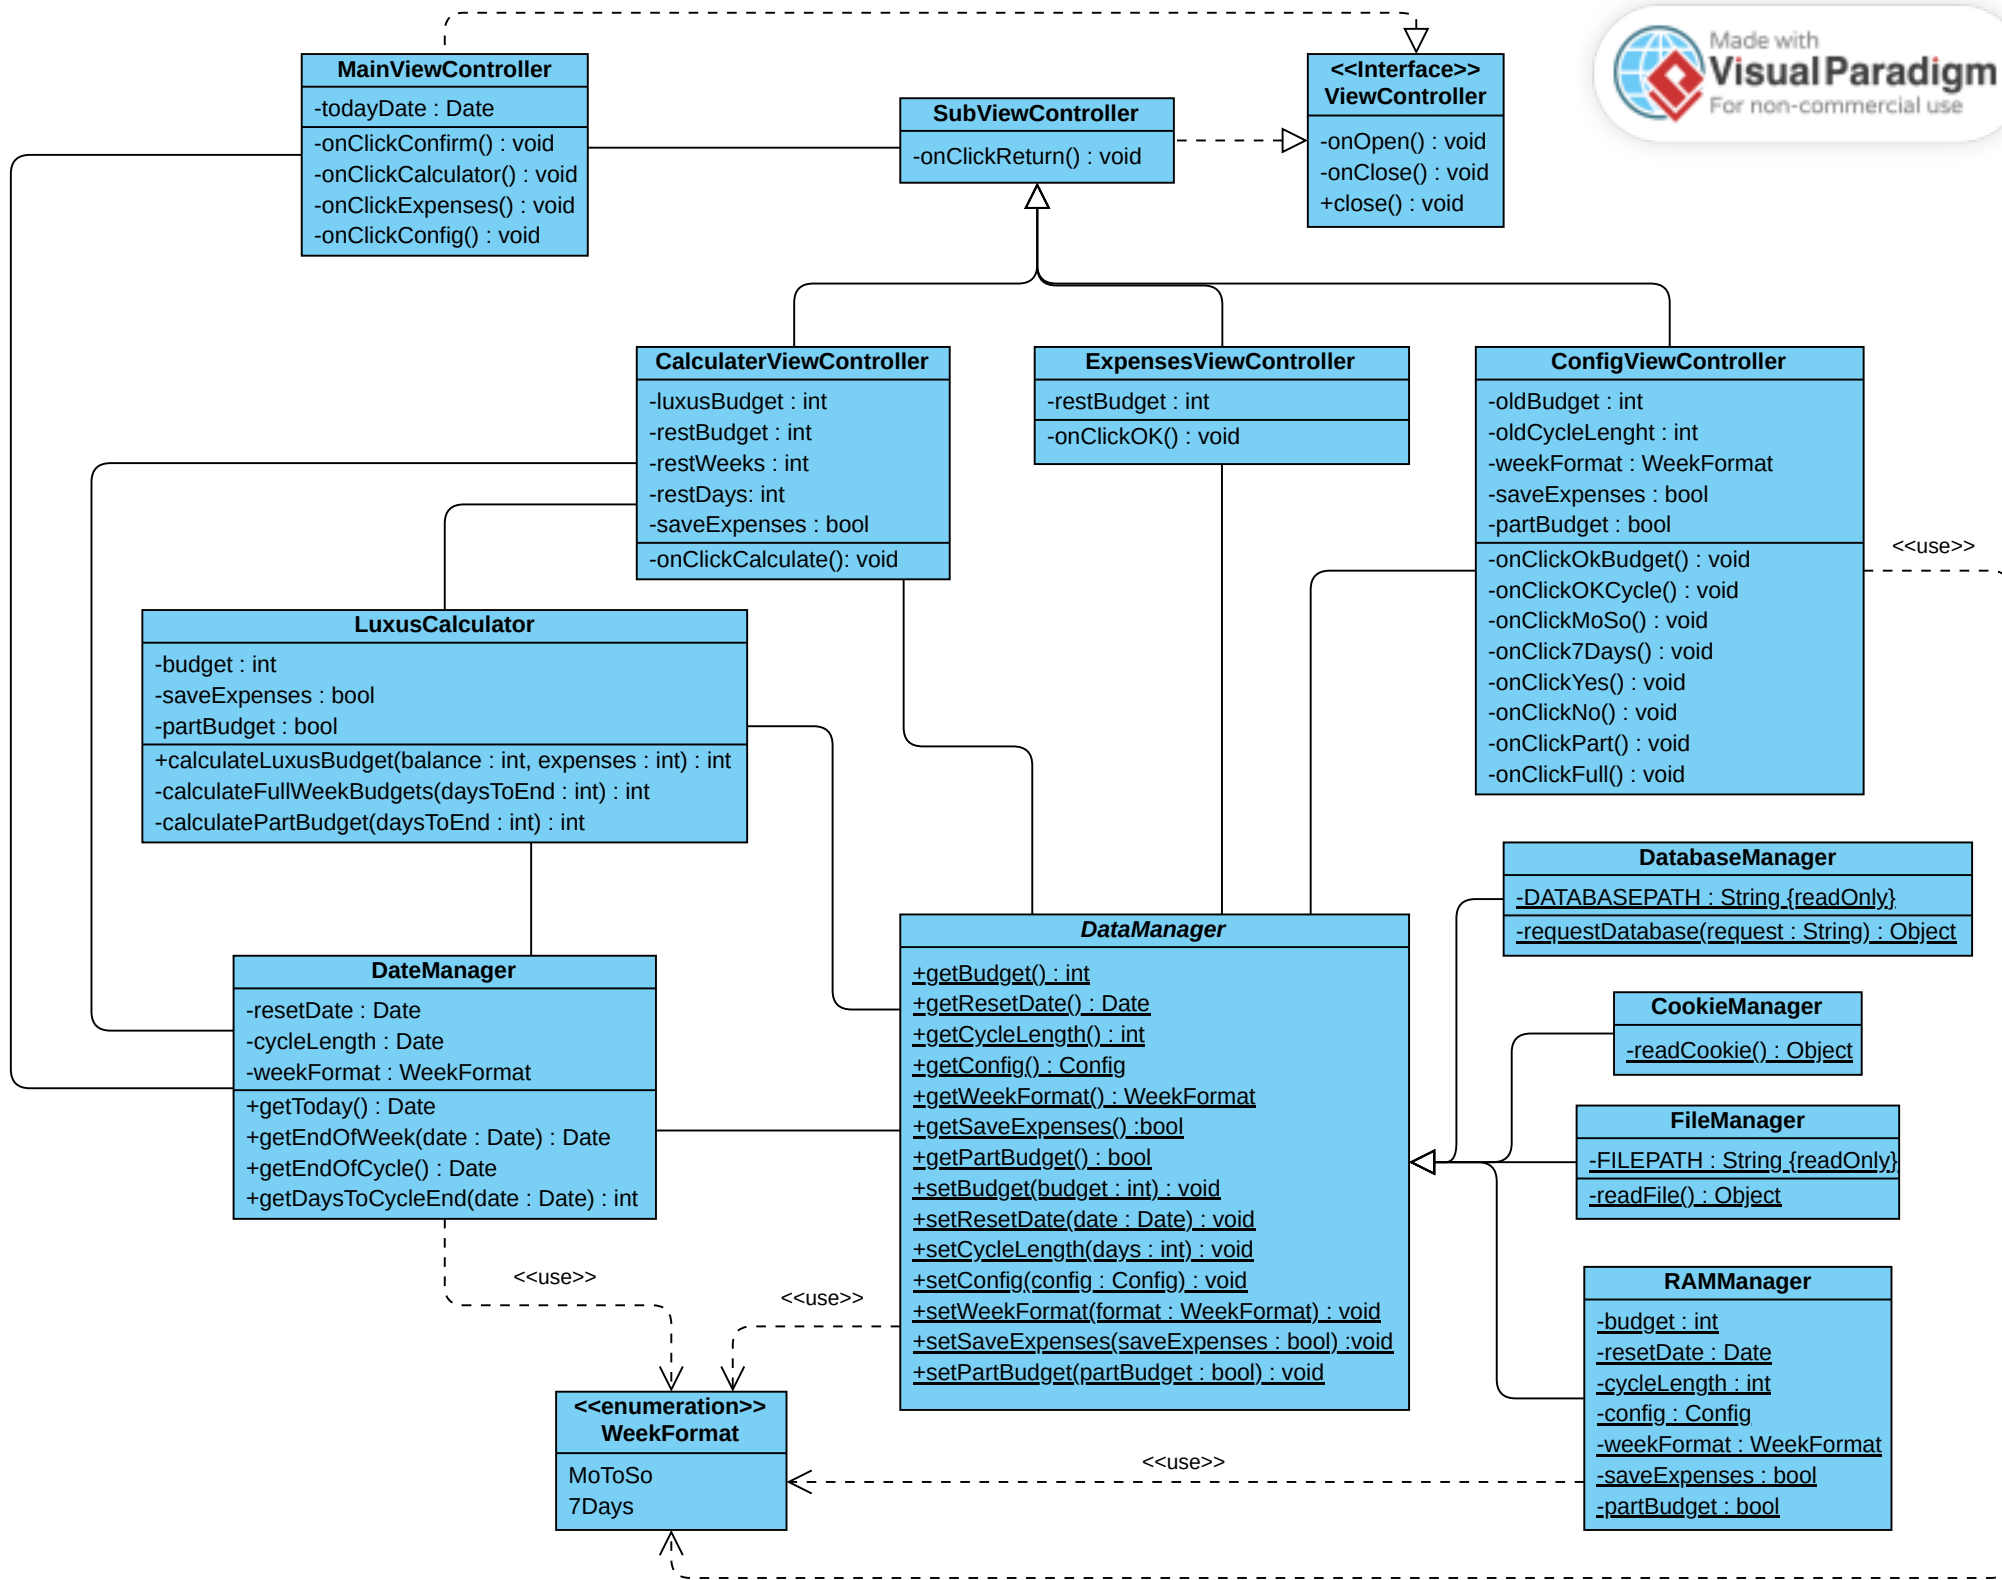 Made with
Visual Paradigm
For non-commercial use
MainViewController
-todayDate : Date
-onClickConfirm() : void
-onClickCalculator() : void
-onClickExpenses() : void
-onClickConfig() : void
SubViewController
-onClickReturn() : void
<<Interface>>
ViewController
-onOpen() : void
-onClose() : void
+close() : void
CalculaterViewController
-luxusBudget : int
-restBudget : int
-restWeeks : int
-restDays: int
-saveExpenses : bool
-onClickCalculate(): void
ExpensesViewController
-restBudget : int
-onClickOK() : void
ConfigViewController
-oldBudget : int
-oldCycleLenght : int
-weekFormat : WeekFormat
-saveExpenses : bool
-partBudget : bool
-onClickOkBudget() : void
-onClickOKCycle() : void
-onClickMoSo() : void
-onClick7Days() : void
-onClickYes() : void
-onClickNo() : void
-onClickPart() : void
-onClickFull() : void
<<use>>
LuxusCalculator
-budget : int
-saveExpenses : bool
-partBudget : bool
+calculateLuxusBudget(balance : int, expenses : int) : int
-calculateFullWeekBudgets(daysToEnd : int) : int
-calculatePartBudget(daysToEnd : int) : int
DatabaseManager
-DATABASEPATH : String {readOnly}
-requestDatabase(request : String) : Object
DateManager
-resetDate : Date
-cycleLength : Date
-weekFormat : WeekFormat
+getToday() : Date
+getEndOfWeek(date : Date) : Date
+getEndOfCycle() : Date
+getDaysToCycleEnd(date : Date) : int
DataManager
+getBudget() : int
+getResetDate() : Date
+getCycleLength() : int
+getConfig() : Config
+getWeekFormat() : WeekFormat
+getSaveExpenses() :bool
+getPartBudget() : bool
+setBudget(budget : int) : void
+setResetDate(date : Date) : void
+setCycleLength(days : int) : void
+setConfig(config : Config) : void
+setWeekFormat(format : WeekFormat) : void
+setSaveExpenses(saveExpenses : bool) :void
+setPartBudget(partBudget : bool) : void
CookieManager
-readCookie() : Object
FileManager
-FILEPATH : String {readOnly}
-readFile() : Object
RAMManager
-budget : int
-resetDate : Date
-cycleLength : int
-config : Config
-weekFormat : WeekFormat
-saveExpenses : bool
-partBudget : bool
<<use>>
<<use>>
<<enumeration>>
WeekFormat
MoToSo
7Days
<<use>>